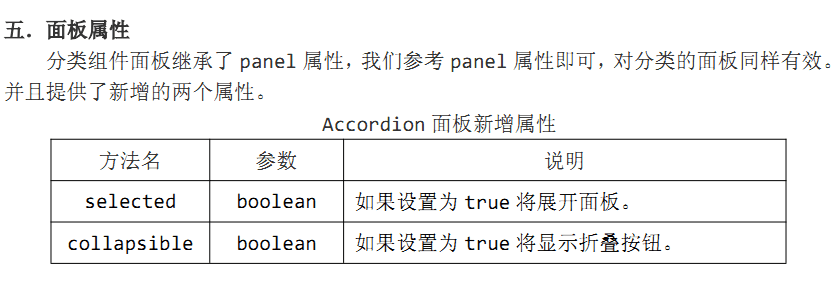 五．面板属性
分类组件面板继承了 panel 属性，我们参考 panel 属性即可，对分类的面板同样有效。
并且提供了新增的两个属性。
Accordion 面板新增属性
方法名 参数 说明
selected boolean 如果设置为 true 将展开面板。
collapsible boolean 如果设置为 true 将显示折叠按钮。